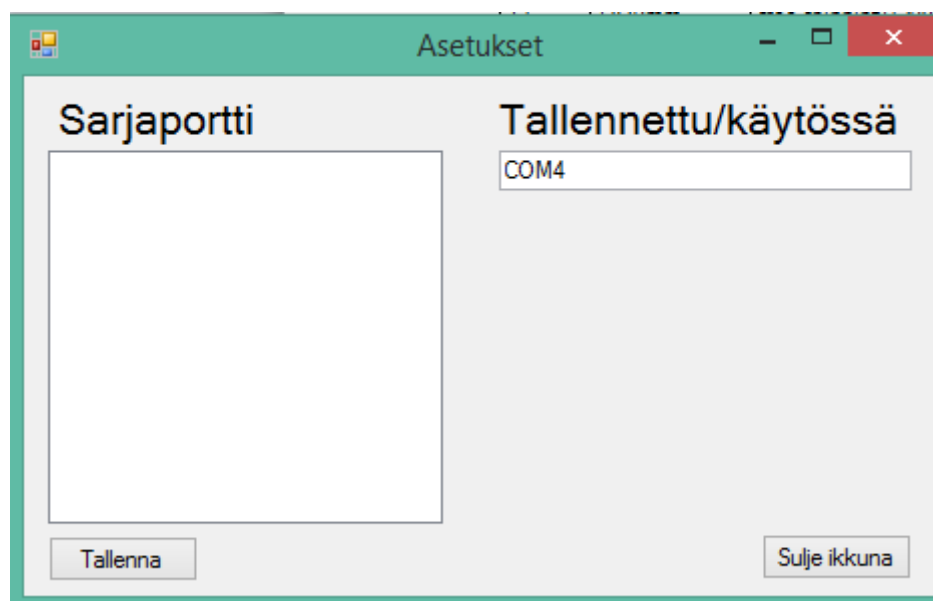 Asetukset
Sarjaportti
Tallennettu/käytössä
COM4
Tallenna
Sulje ikkuna